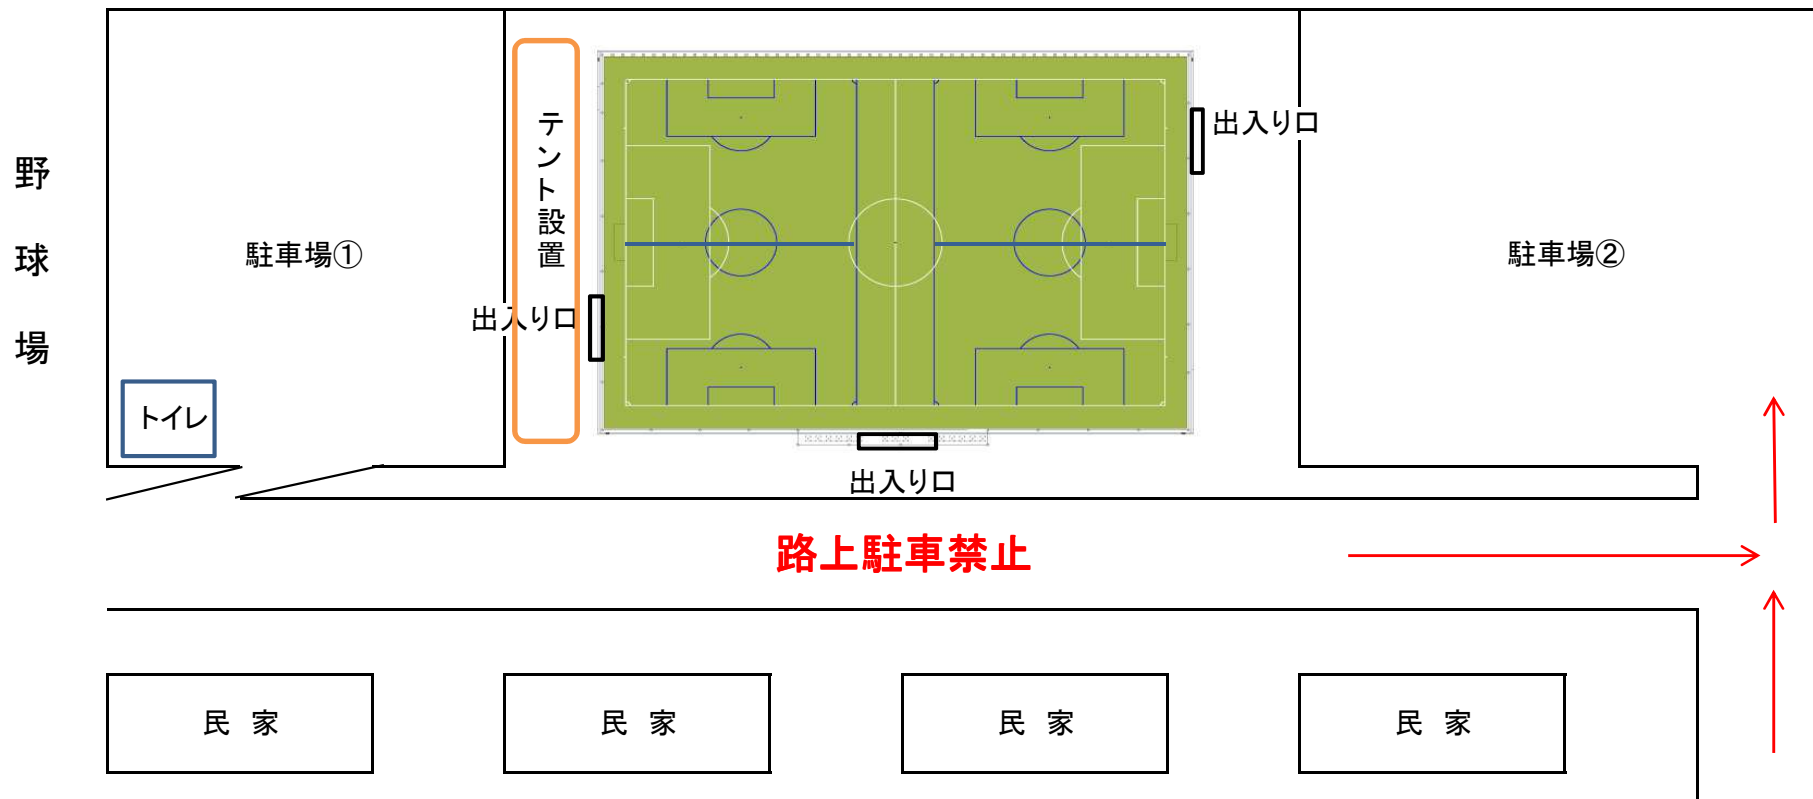 野球場
駐車場①
テント設置
出入り口
出入り口
駐車場②
トイレ
出入り口
路上駐車禁止
民 家
民 家
民 家
民 家